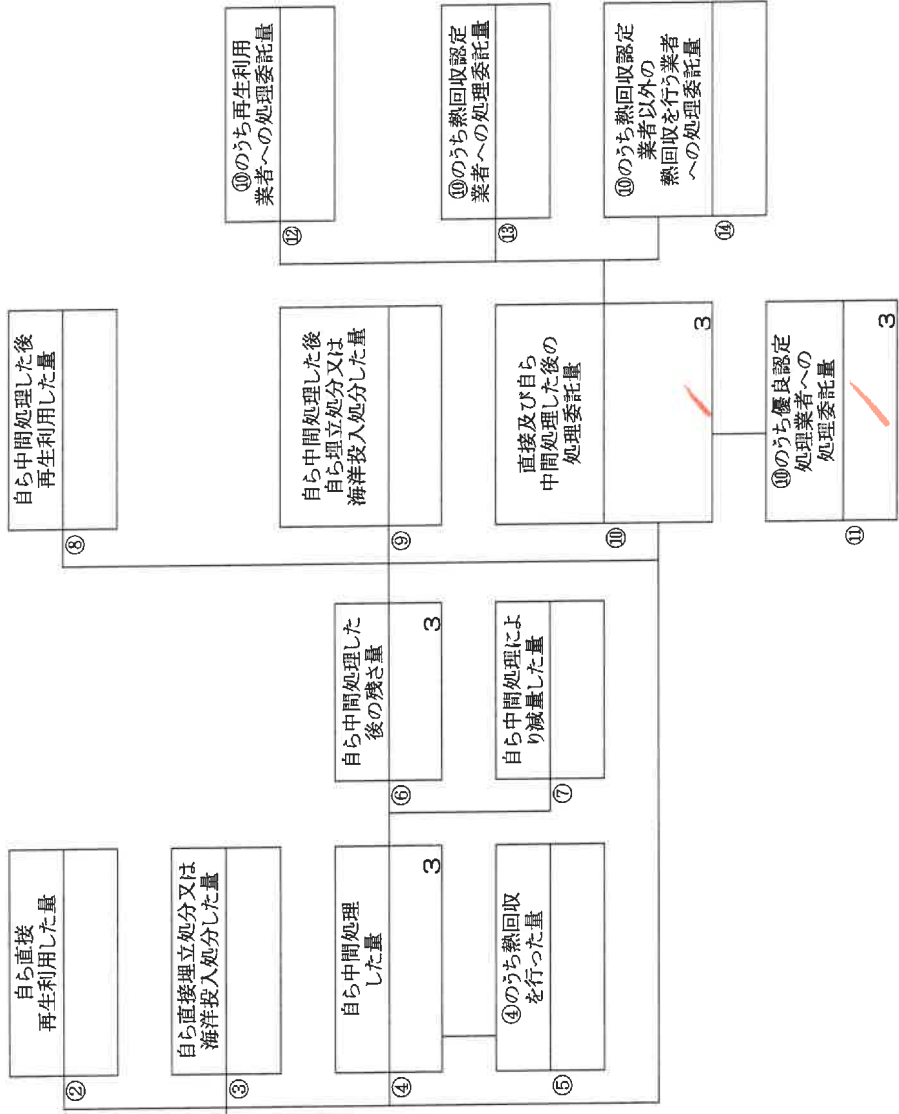 ②
自ら直接
再生利用した量
③
自ら直接埋立処分又は
海洋投入処分した量
④
自ら中間処理
した量
3
⑤
④のうち熱回収
を行った量
⑥
自ら中間処理した
後の残さ量
3
⑦
自ら中間処理によ
り減量した量
⑧
自ら中間処理した後
再生利用した量
⑨
自ら中間処理した後
自ら埋立処分又は
海洋投入処分した量
⑩
直接及び自ら
中間処理した後の
処理委託量
3
⑪
⑩のうち優良認定
処理業者への
処理委託量
3
⑫
⑩のうち再生利用
業者への処理委託量
⑬
⑩のうち熱回収認定
業者への処理委託量
⑭
⑩のうち熱回収認定
業者以外の
熱回収を行う業者
への処理委託量